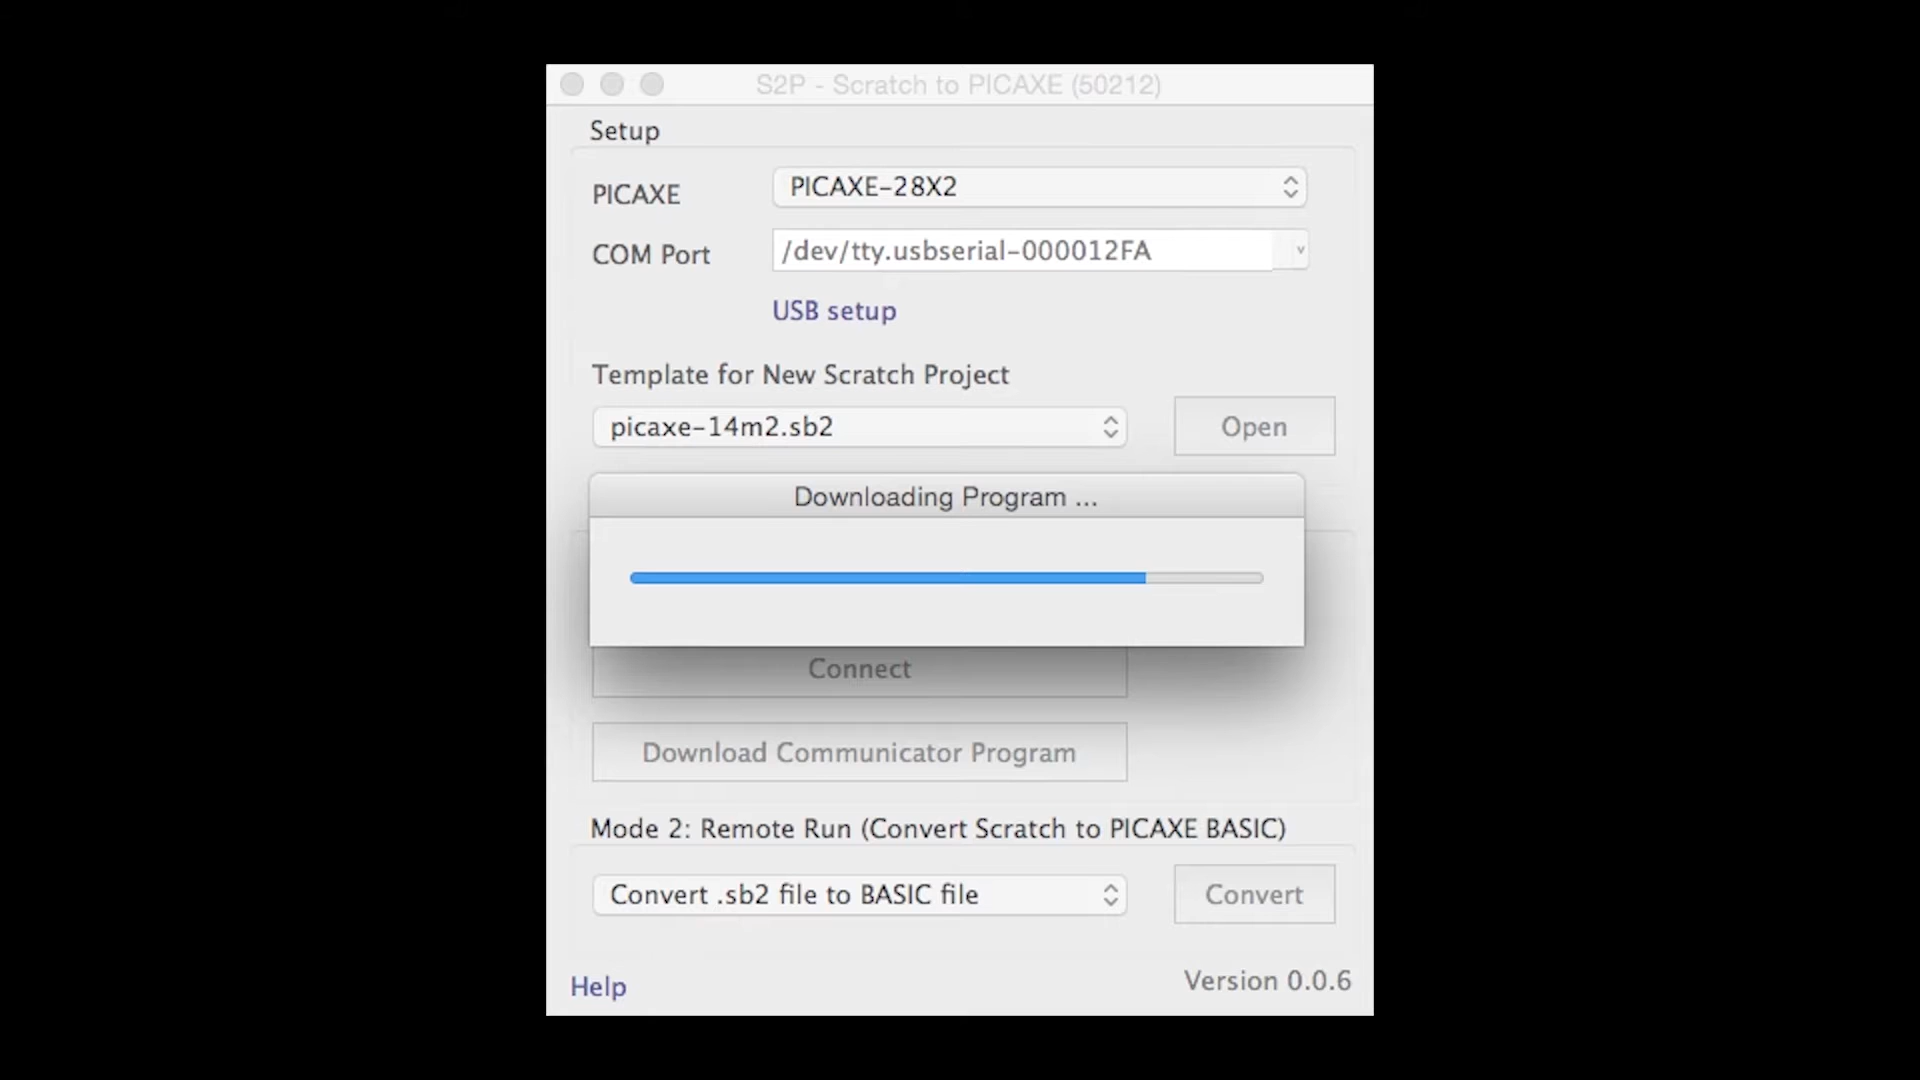 S2P - Scratch to PICAXE (50212)
Setup
PICAXE
PICAXE-28X2
COM Port
/dev/tty.usbserial-000012FA
USB setup
Template for New Scratch Project
picaxe-14m2.sb2
Open
Downloading Program ...
Connect
Download Communicator Program
Mode 2: Remote Run (Convert Scratch to PICAXE BASIC)
Convert .sb2 file to BASIC file
Convert
Help
Version 0.0.6